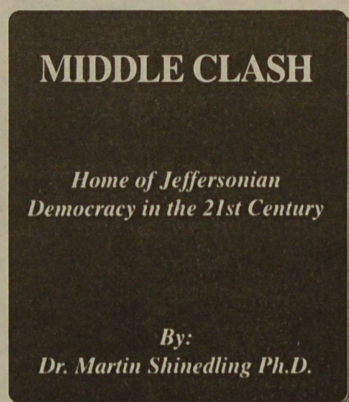 MIDDLE CLASH
Home of Jeffersonian
Democracy in the 21st Century
By:
Dr. Martin Shinedling Ph.D.